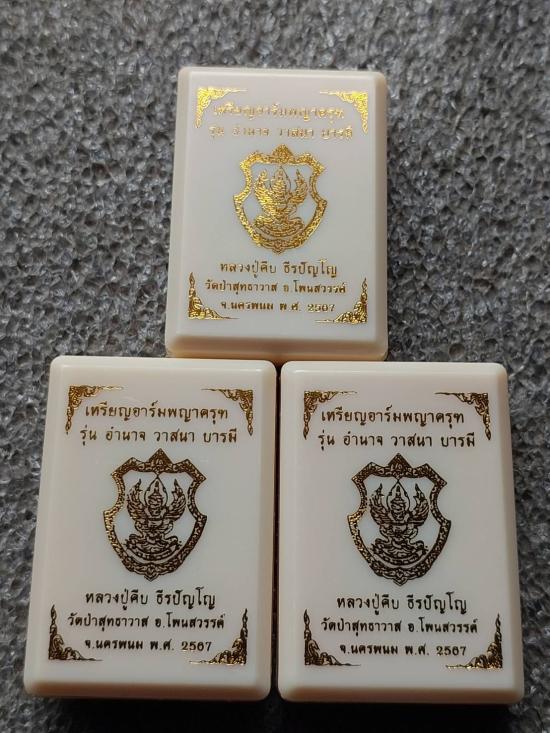 เหรียญอาร์มพญาครุฑ
รุ่น อำนาจ วาสนา บารมี
หลวงปู่คีบ ธีรปัญโญ
วัดป่าสุทธาวาส อ.โพนสวรรค์
จ.นครพนม พ.ศ. 2567
เหรียญอาร์มพญาครุฑ
รุ่น อำนาจ วาสนา บารมี
หลวงปู่คีบ ธีรปัญโญ
วัดป่าสุทธาวาส อ.โพนสวรรค์
จ.นครพนม พ.ศ. 2567
เหรียญอาร์มพญาครุฑ
รุ่น อำนาจ วาสนา บารมี
หลวงปู่คีบ ธีรปัญโญ
วัดป่าสุทธาวาส อ.โพนสวรรค์
จ.นครพนม พ.ศ. 2567